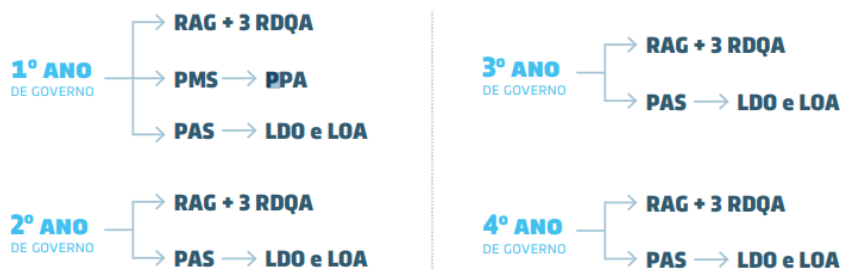 RAG + 3 RDQA
1º ANO
DE GOVERNO
PMS PPA
PAS LDO e LOA
2º ANO
DE GOVERNO
RAG + 3 RDQA
PAS LDO e LOA
3º ANO
DE GOVERNO
RAG + 3 RDQA
PAS LDO e LOA
4º ANO
DE GOVERNO
RAG + 3 RDQA
PAS LDO e LOA